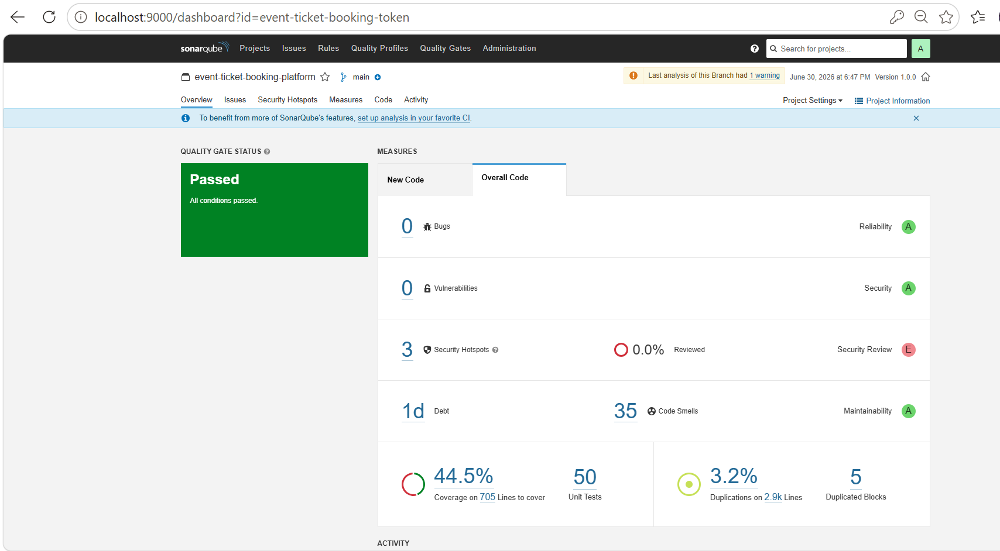 localhost:9000/dashboard?id=event-ticket-booking-token
sonarqube Projects Issues Rules Quality Profiles Quality Gates Administration Search for projects... A
event-ticket-booking-platform main Last analysis of this Branch had 1 warning June 30, 2026 at 6:47 PM Version 1.0.0
Overview Issues Security Hotspots Measures Code Activity Project Settings Project Information
To benefit from more of SonarQube's features, set up analysis in your favorite CI.
QUALITY GATE STATUS
Passed
All conditions passed.
MEASURES
New Code Overall Code
0 Bugs Reliability A
0 Vulnerabilities Security A
3 Security Hotspots 0.0% Reviewed Security Review E
1d Debt 35 Code Smells Maintainability A
44.5% 50 3.2% 5
Coverage on 705 Lines to cover Unit Tests Duplications on 2.9k Lines Duplicated Blocks
ACTIVITY